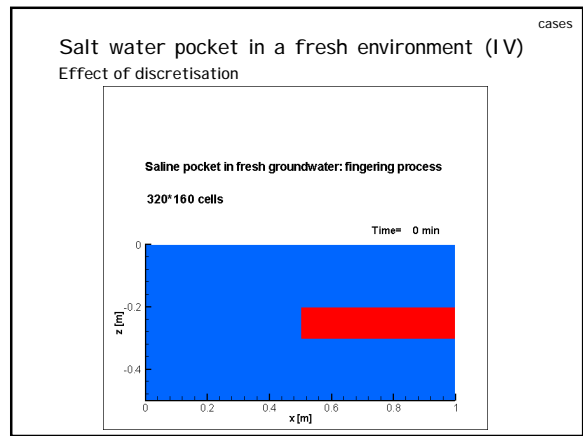 cases
Salt water pocket in a fresh environment (IV)
Effect of discretisation
Saline pocket in fresh groundwater: fingering process
320*160 cells
Time= 0 min
0
-0.2
z [m]
-0.4
0 0.2 0.4 0.6 0.8 1
x [m]